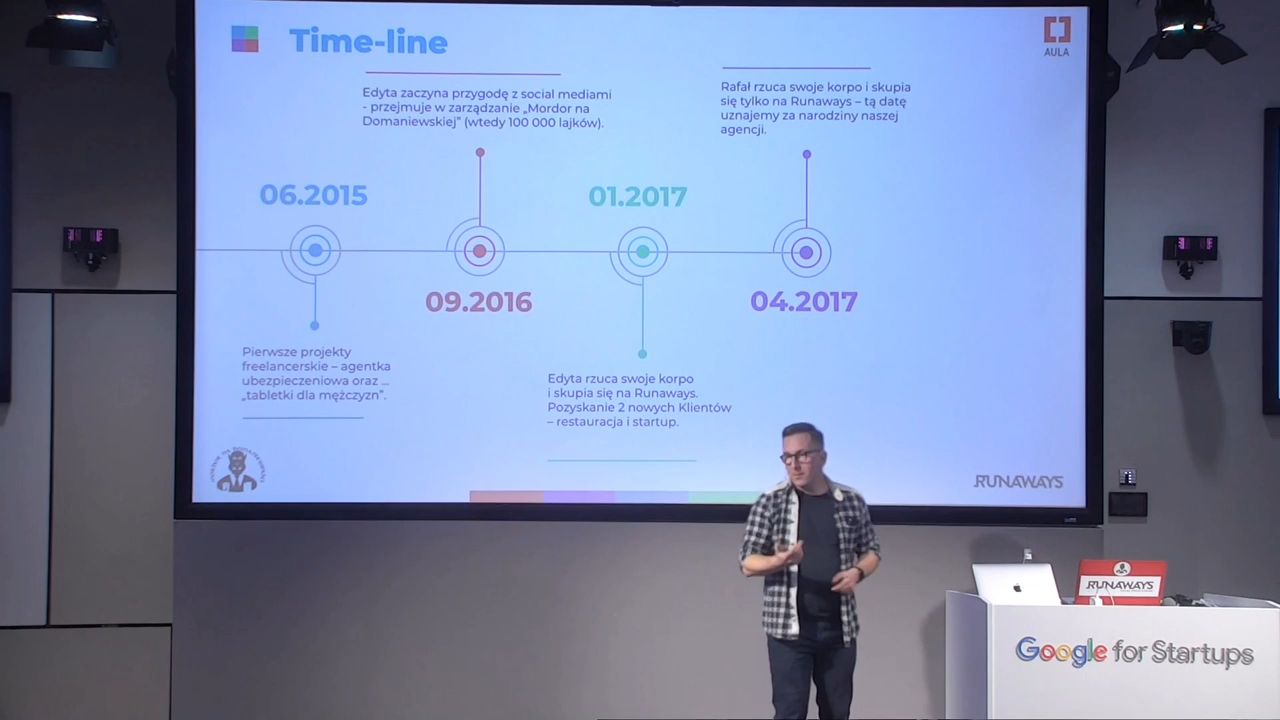 Time-line
AULA
Edyta zaczyna przygodę z social mediami
- przejmuje w zarządzanie „Mordor na
Domaniewskiej” (wtedy 100 000 lajków).
Rafał rzuca swoje korpo i skupia
się tylko na Runaways – tą datę
uznajemy za narodziny naszej
agencji.
06.2015
01.2017
09.2016
04.2017
Pierwsze projekty
freelancerskie – agentka
ubezpieczeniowa oraz ...
„tabletki dla mężczyzn”.
Edyta rzuca swoje korpo
i skupia się na Runaways.
Pozyskanie 2 nowych Klientów
– restauracja i startup.
RUNAWAYS
RUNAWAYS
Google for Startups